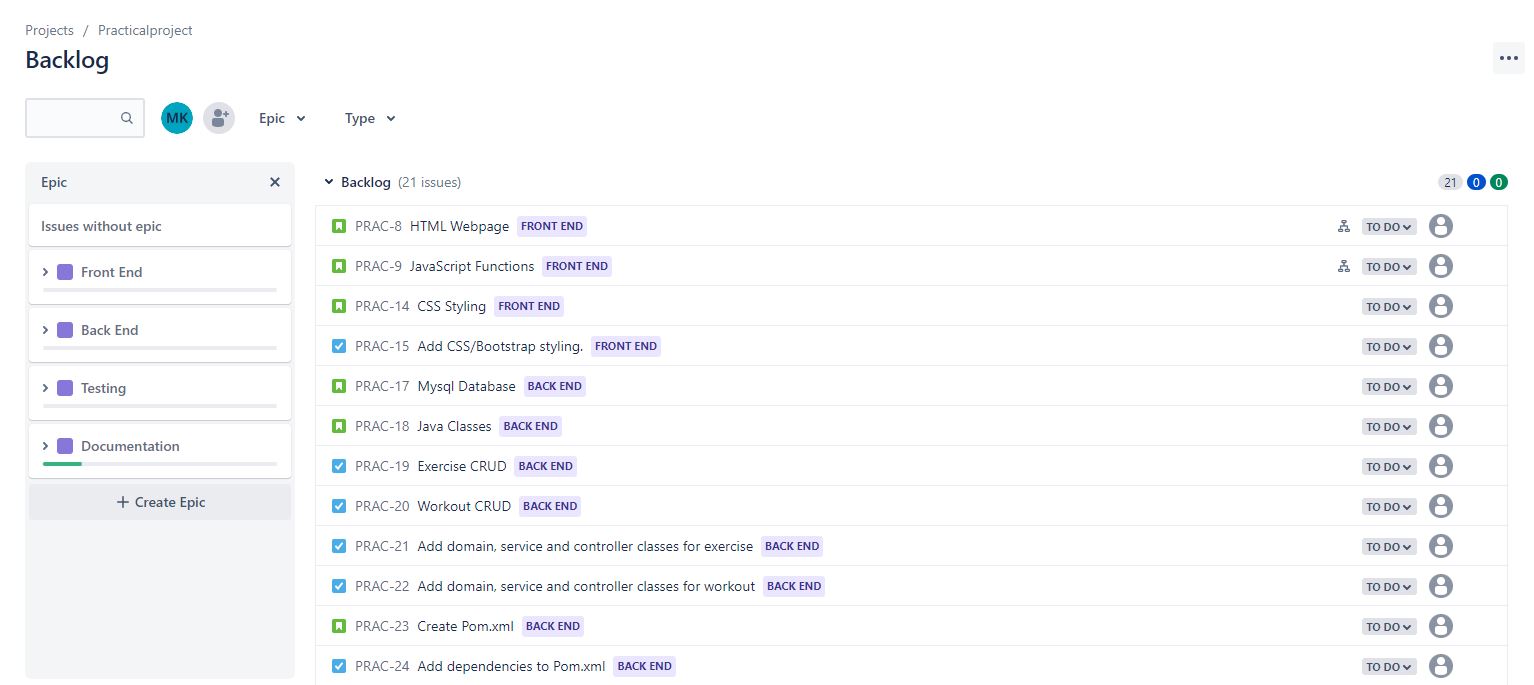 Projects / Practicalproject
Backlog
MK Epic Type
Epic
Issues without epic
Front End
Back End
Testing
Documentation
+ Create Epic
Backlog (21 issues) 21 0 0
PRAC-8 HTML Webpage FRONT END TO DO
PRAC-9 JavaScript Functions FRONT END TO DO
PRAC-14 CSS Styling FRONT END TO DO
PRAC-15 Add CSS/Bootstrap styling. FRONT END TO DO
PRAC-17 Mysql Database BACK END TO DO
PRAC-18 Java Classes BACK END TO DO
PRAC-19 Exercise CRUD BACK END TO DO
PRAC-20 Workout CRUD BACK END TO DO
PRAC-21 Add domain, service and controller classes for exercise BACK END TO DO
PRAC-22 Add domain, service and controller classes for workout BACK END TO DO
PRAC-23 Create Pom.xml BACK END TO DO
PRAC-24 Add dependencies to Pom.xml BACK END TO DO